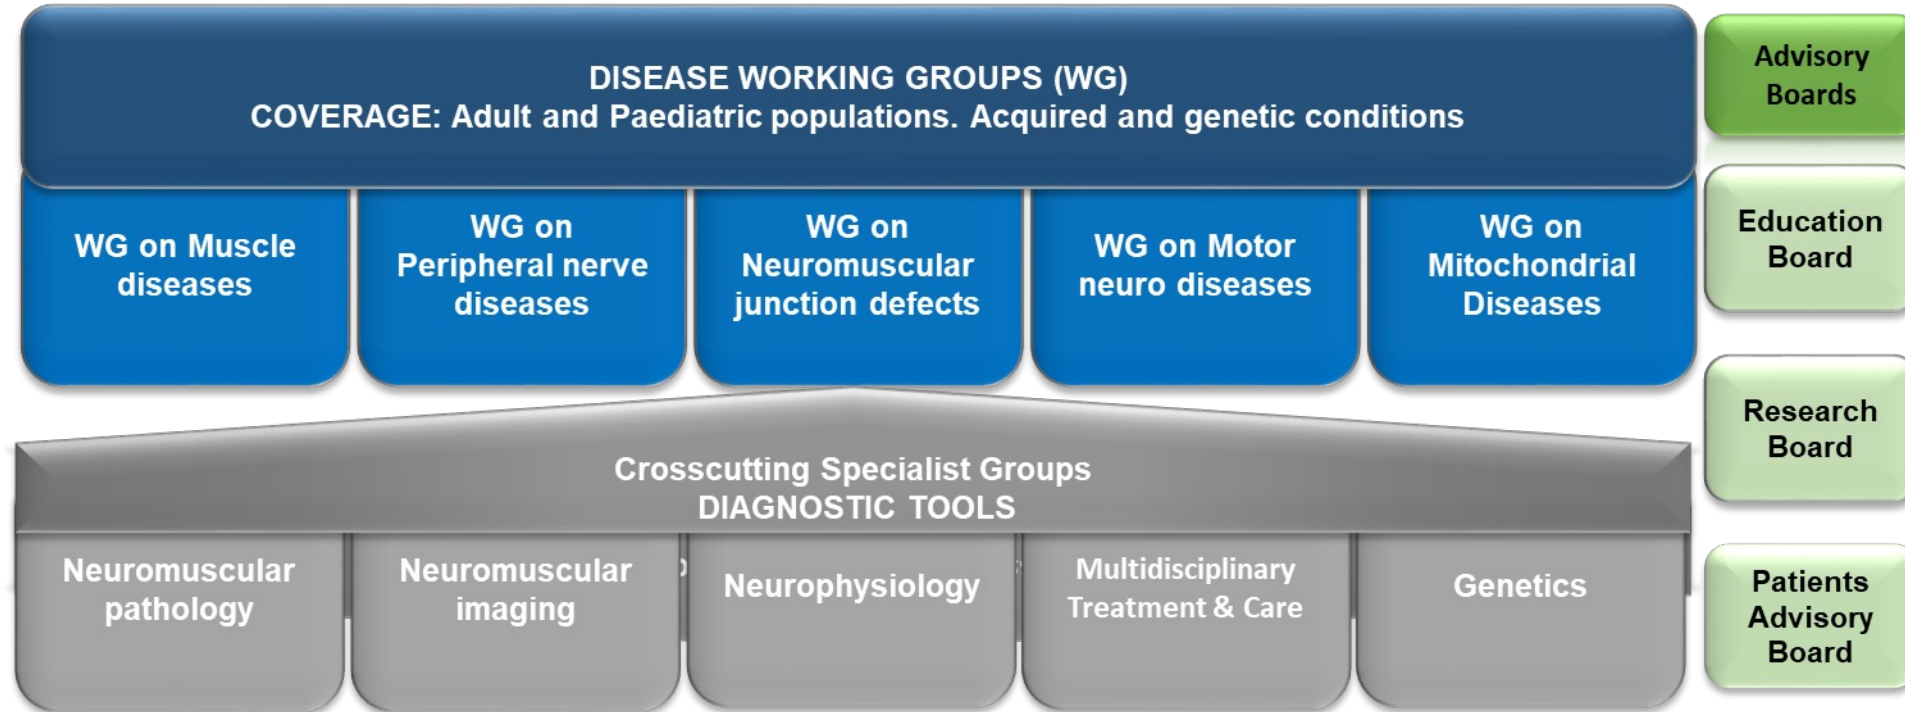 DISEASE WORKING GROUPS (WG)
COVERAGE: Adult and Paediatric populations. Acquired and genetic conditions
WG on Muscle
diseases
WG on
Peripheral nerve
diseases
WG on
Neuromuscular
junction defects
WG on Motor
neuro diseases
WG on
Mitochondrial
Diseases
Crosscutting Specialist Groups
DIAGNOSTIC TOOLS
Neuromuscular
pathology
Neuromuscular
imaging
Neurophysiology
Multidisciplinary
Treatment & Care
Genetics
Advisory
Boards
Education
Board
Research
Board
Patients
Advisory
Board